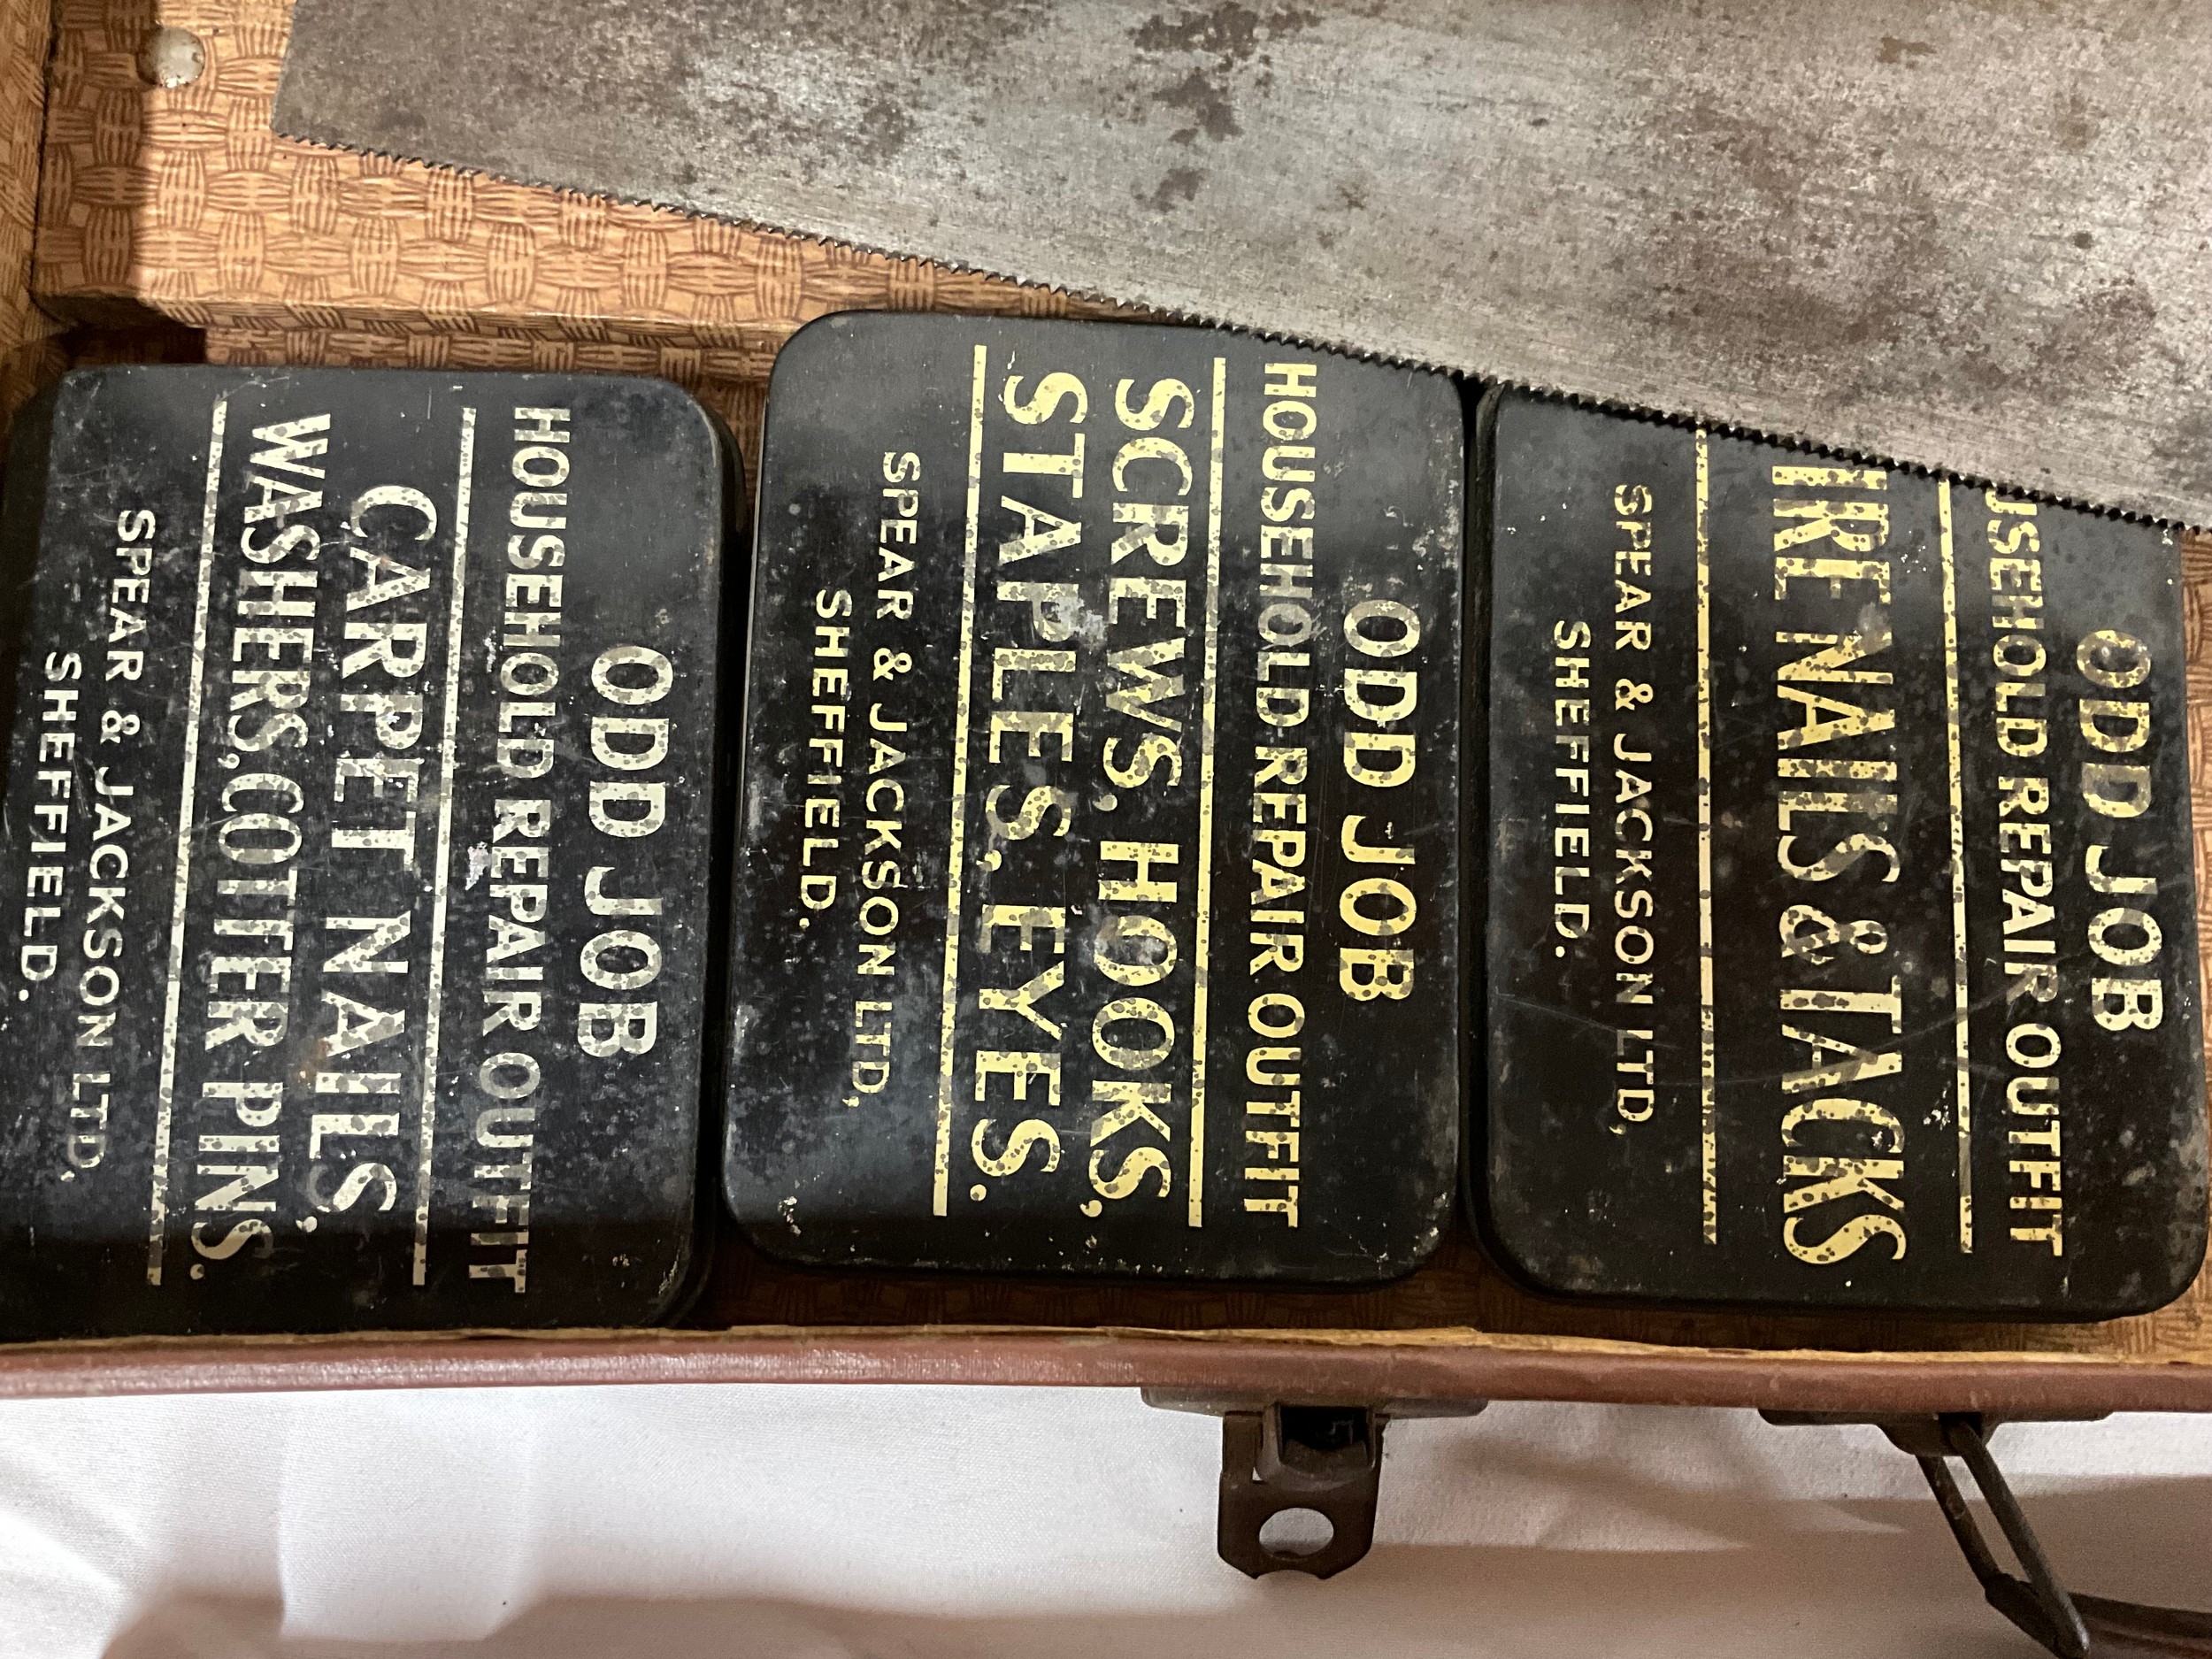 ODD JOB
USEHOLD REPAIR OUTFIT
IRE NAILS & TACKS
SPEAR & JACKSON LTD,
SHEFFIELD.
ODD JOB
HOUSEHOLD REPAIR OUTFIT
SCREWS, HOOKS,
STAPLES, EYES.
SPEAR & JACKSON LTD,
SHEFFIELD.
ODD JOB
HOUSEHOLD REPAIR OUTFIT
CARPET NAILS,
WASHERS, COTTER PINS.
SPEAR & JACKSON LTD,
SHEFFIELD.